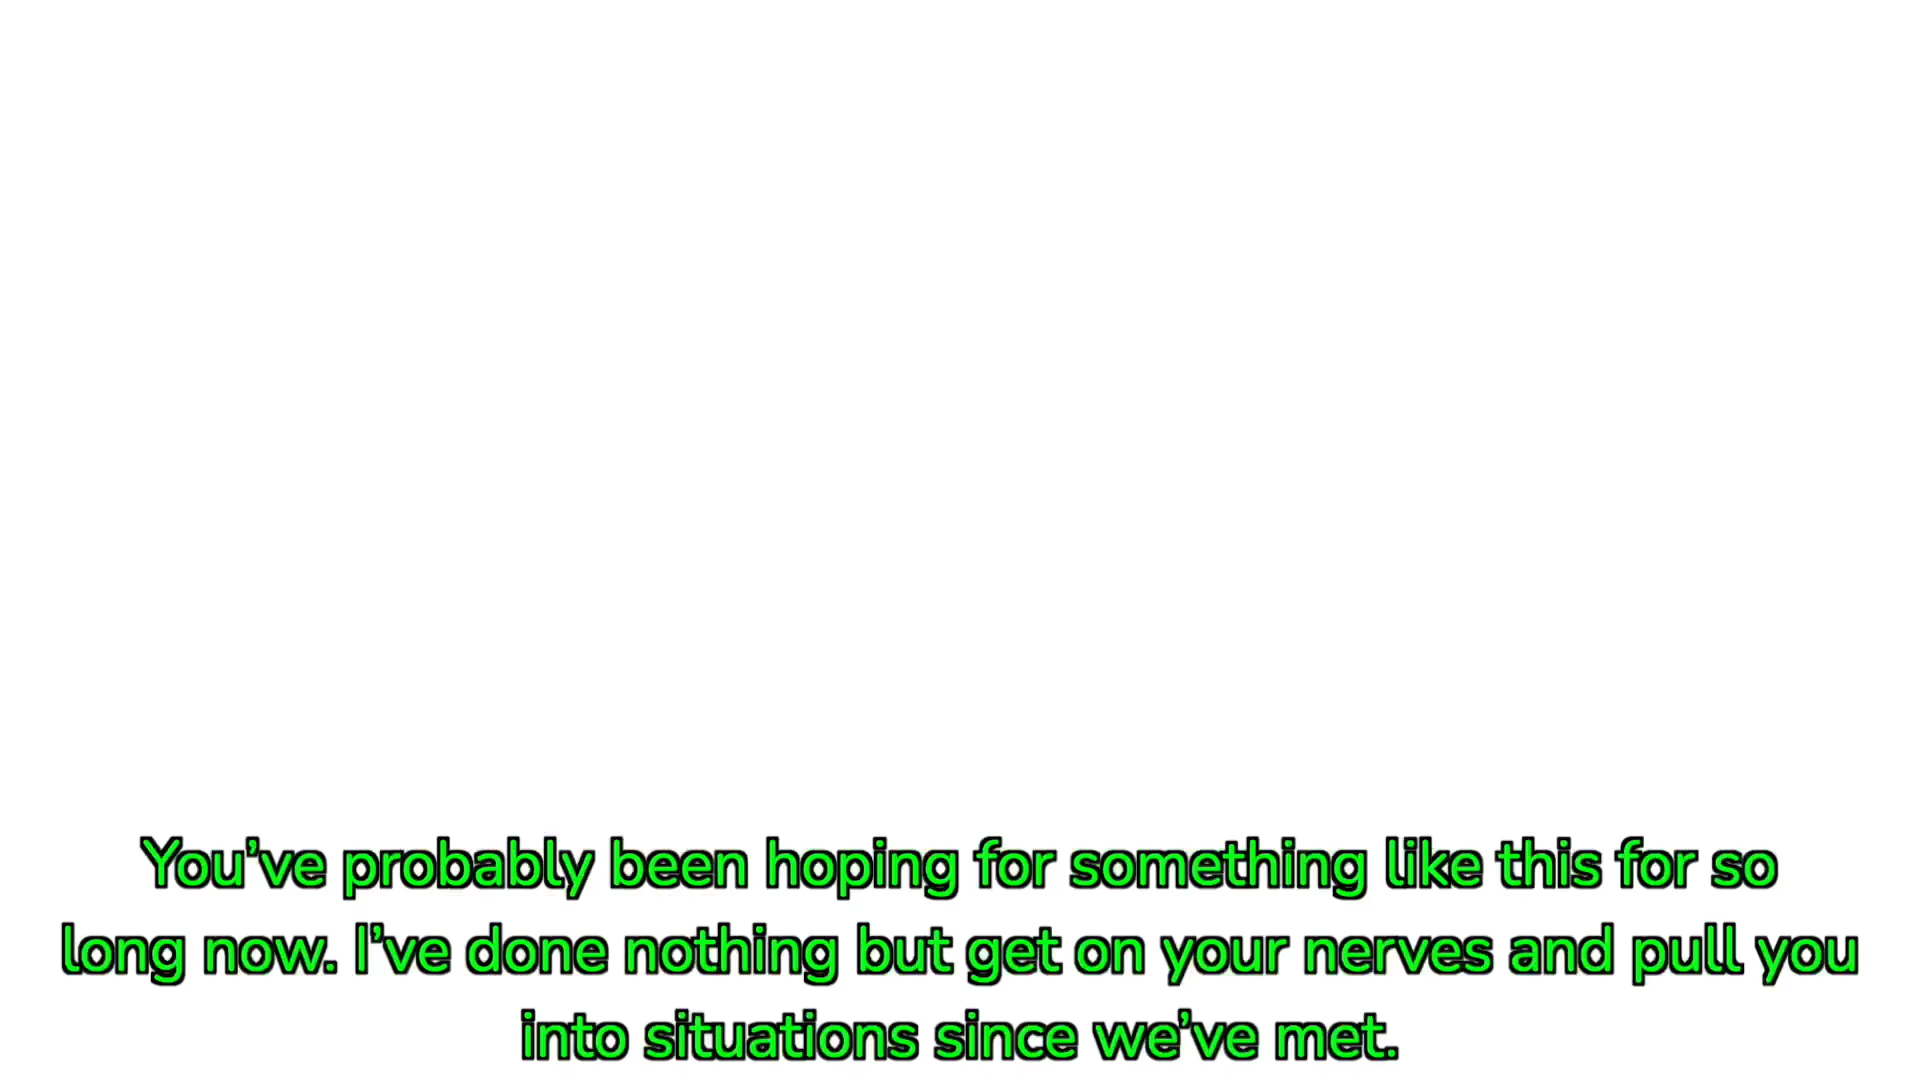 You’ve probably been hoping for something like this for so
long now. I’ve done nothing but get on your nerves and pull you
into situations since we’ve met.